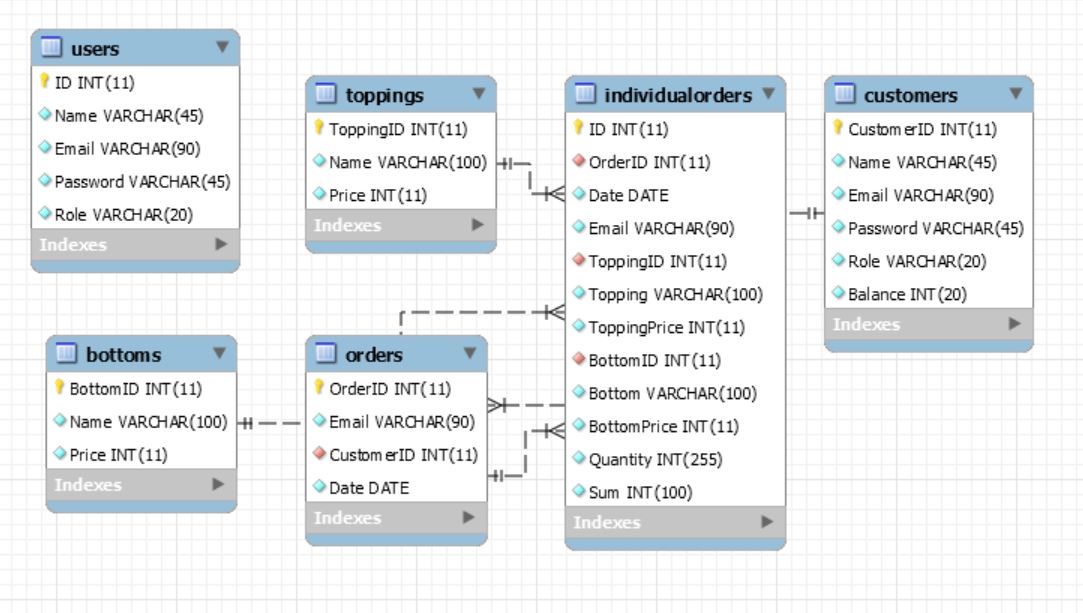 users
ID INT(11)
Name VARCHAR(45)
Email VARCHAR(90)
Password VARCHAR(45)
Role VARCHAR(20)
Indexes
toppings
ToppingID INT(11)
Name VARCHAR(100)
Price INT(11)
Indexes
individualorders
ID INT(11)
OrderID INT(11)
Date DATE
Email VARCHAR(90)
ToppingID INT(11)
Topping VARCHAR(100)
ToppingPrice INT(11)
BottomID INT(11)
Bottom VARCHAR(100)
BottomPrice INT(11)
Quantity INT(255)
Sum INT(100)
Indexes
customers
CustomerID INT(11)
Name VARCHAR(45)
Email VARCHAR(90)
Password VARCHAR(45)
Role VARCHAR(20)
Balance INT(20)
Indexes
bottoms
BottomID INT(11)
Name VARCHAR(100)
Price INT(11)
Indexes
orders
OrderID INT(11)
Email VARCHAR(90)
CustomerID INT(11)
Date DATE
Indexes